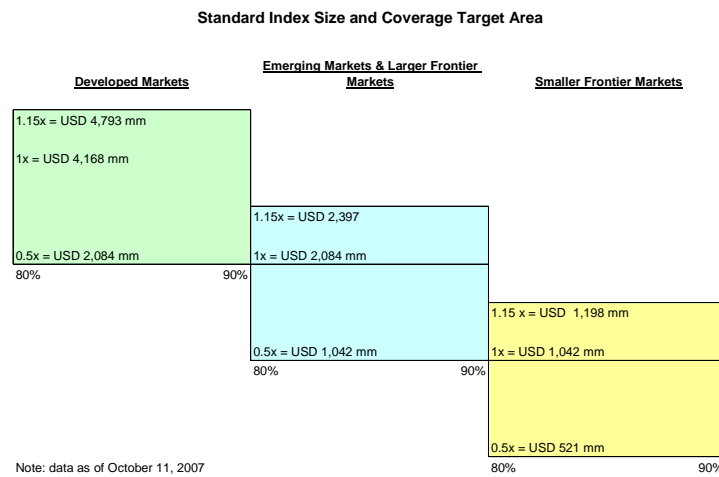 Standard Index Size and Coverage Target Area
Developed Markets
Emerging Markets & Larger Frontier
Markets
Smaller Frontier Markets
1.15x = USD 4,793 mm
1x = USD 4,168 mm
0.5x = USD 2,084 mm
80% 90%
1.15x = USD 2,397
1x = USD 2,084 mm
0.5x = USD 1,042 mm
80% 90%
1.15 x = USD 1,198 mm
1x = USD 1,042 mm
0.5x = USD 521 mm
80% 90%
Note: data as of October 11, 2007